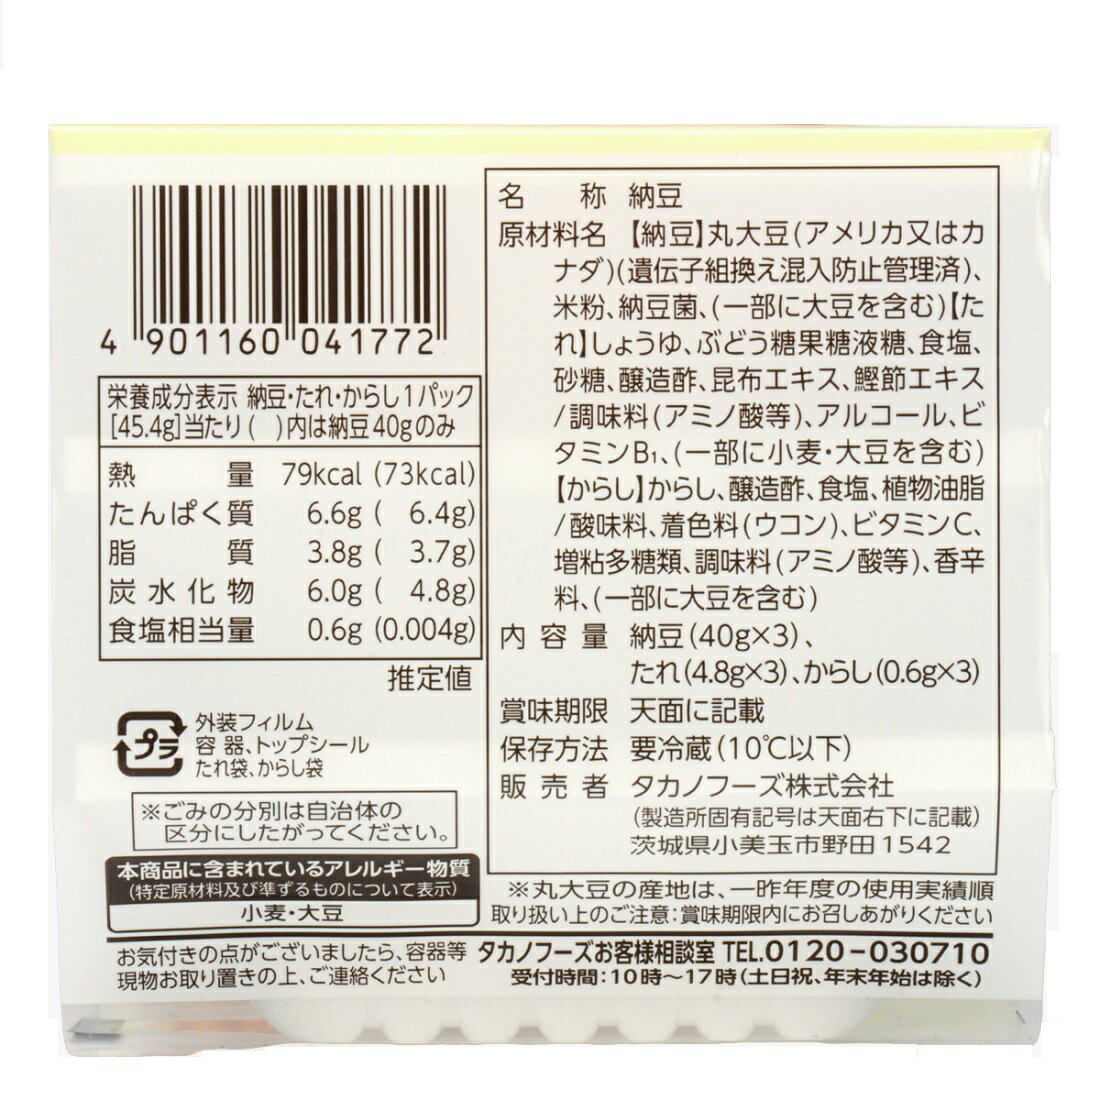 4 901160 041772
栄養成分表示 納豆・たれ・からし1パック
[45.4g]当たり( )内は納豆40gのみ
熱量 79kcal (73kcal)
たんぱく質 6.6g ( 6.4g)
脂質 3.8g ( 3.7g)
炭水化物 6.0g ( 4.8g)
食塩相当量 0.6g (0.004g)
推定値
プラ
外装フィルム
容器、トップシール
たれ袋、からし袋
※ごみの分別は自治体の
区分にしたがってください。
本商品に含まれているアレルギー物質
(特定原材料及び準ずるものについて表示)
小麦・大豆
名称 納豆
原材料名 【納豆】丸大豆(アメリカ又はカ
ナダ)(遺伝子組換え混入防止管理済)、
米粉、納豆菌、(一部に大豆を含む)【た
れ】しょうゆ、ぶどう糖果糖液糖、食塩、
砂糖、醸造酢、昆布エキス、鰹節エキス
/調味料(アミノ酸等)、アルコール、ビ
タミンB₁、(一部に小麦・大豆を含む)
【からし】からし、醸造酢、食塩、植物油脂
/酸味料、着色料(ウコン)、ビタミンC、
増粘多糖類、調味料(アミノ酸等)、香辛
料、(一部に大豆を含む)
内容量 納豆(40g×3)、
たれ(4.8g×3)、からし(0.6g×3)
賞味期限 天面に記載
保存方法 要冷蔵(10℃以下)
販売者 タカノフーズ株式会社
(製造所固有記号は天面右下に記載)
茨城県小美玉市野田1542
※丸大豆の産地は、一昨年度の使用実績順
取り扱い上のご注意:賞味期限内にお召しあがりください
お気付きの点がございましたら、容器等
現物お取り置きの上、ご連絡ください
タカノフーズお客様相談室 TEL.0120-030710
受付時間:10時～17時(土日祝、年末年始は除く)